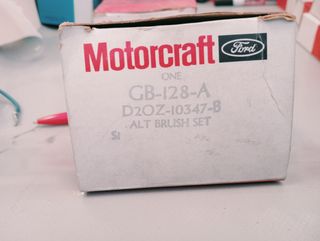 Motorcraft Ford
ONE
GB-128-A
D2OZ-10347-B
ALT BRUSH SET